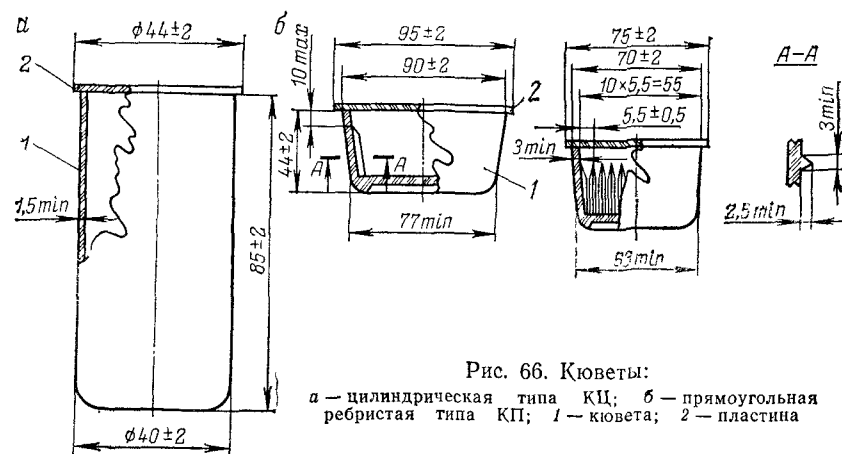 а
ϕ44±2
2
1
1,5min
85±2
ϕ40±2
б
95±2
90±2
10 max
44±2
А
А
2
1
77min
75±2
70±2
10×5,5=55
5,5±0,5
3min
63min
А–А
3min
2,5min
Рис. 66. Кюветы:
а — цилиндрическая типа КЦ; б — прямоугольная
ребристая типа КП; 1 — кювета; 2 — пластина